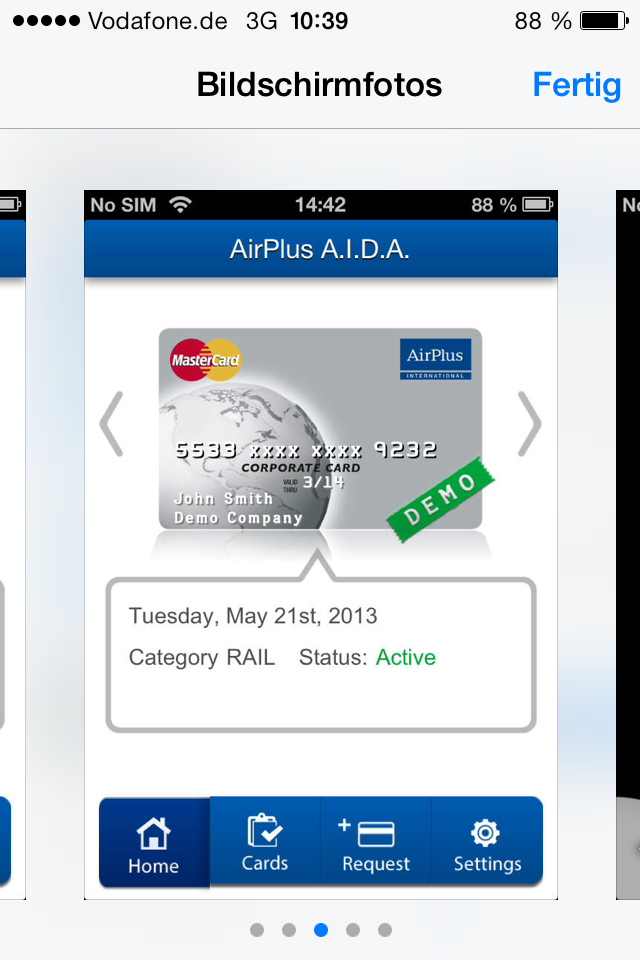 Vodafone.de 3G 10:39 88 %
Bildschirmfotos Fertig
No SIM 14:42 88 %
AirPlus A.I.D.A.
MasterCard AirPlus
INTERNATIONAL
5533 xxxx xxxx 9232
CORPORATE CARD
VALID THRU 3/14
John Smith
Demo Company
DEMO
Tuesday, May 21st, 2013
Category RAIL Status: Active
Home Cards Request Settings